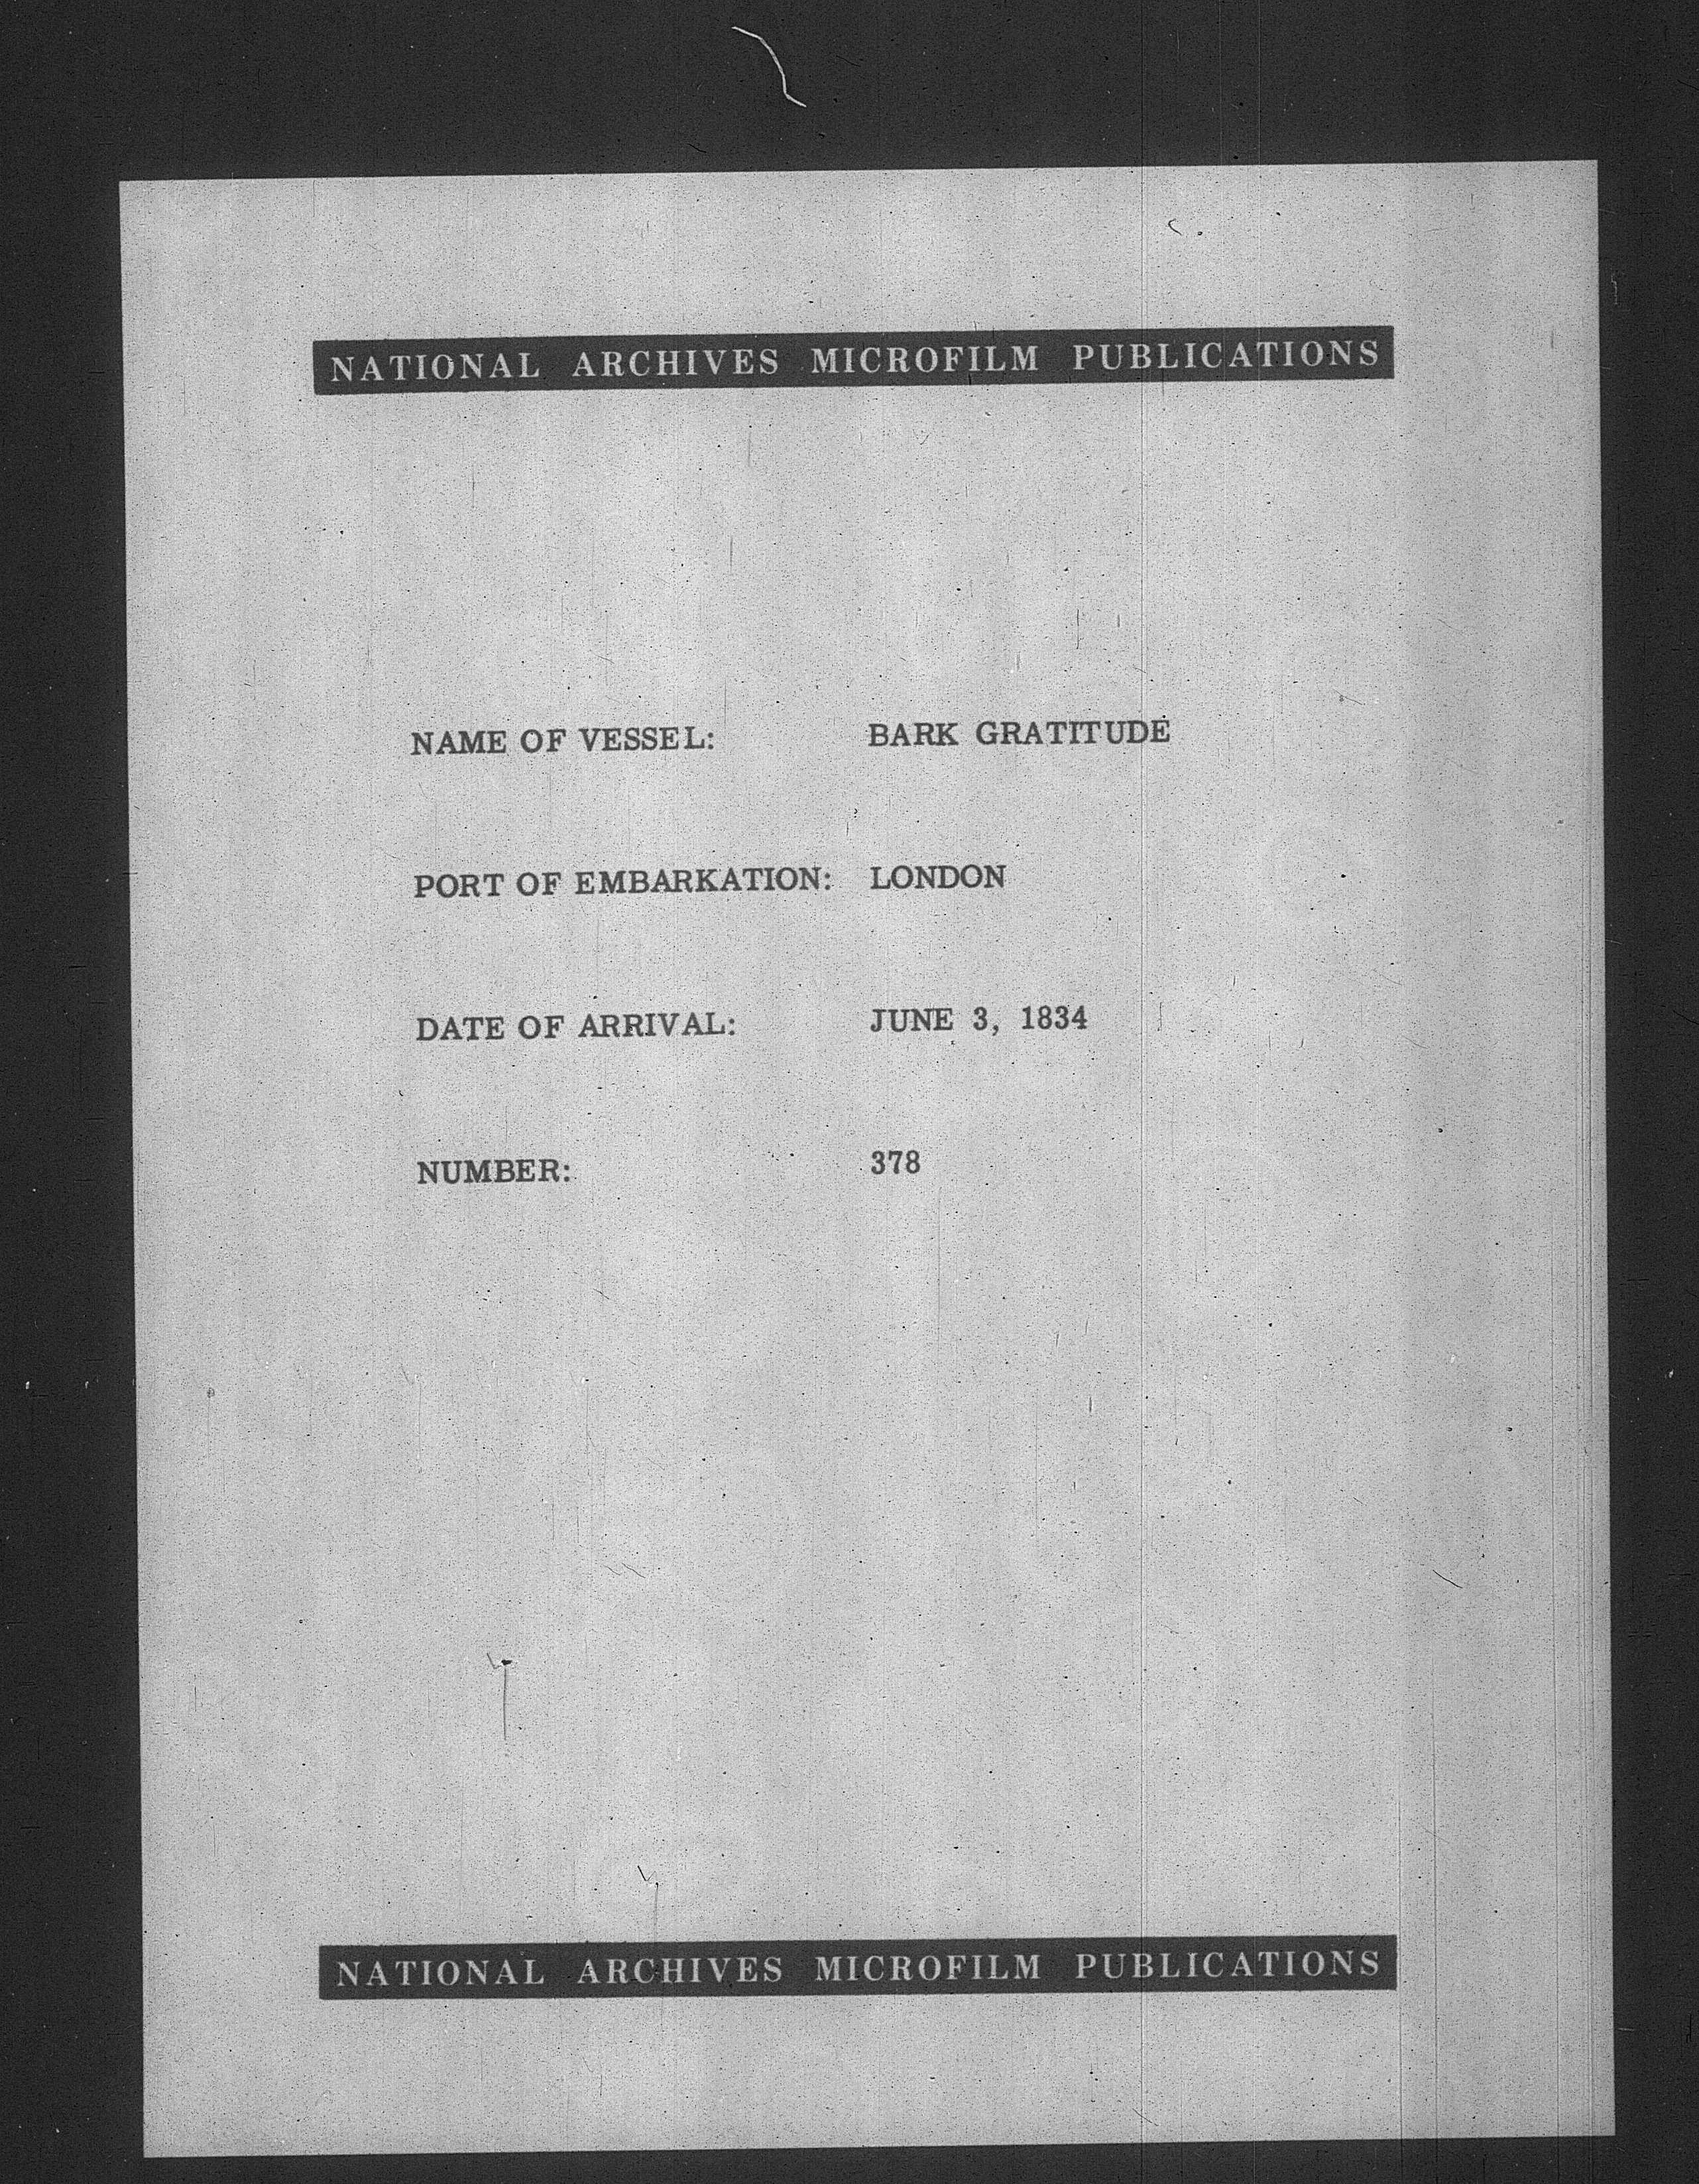 NATIONAL ARCHIVES MICROFILM PUBLICATIONS
NAME OF VESSEL: BARK GRATITUDE
PORT OF EMBARKATION: LONDON
DATE OF ARRIVAL: JUNE 3, 1834
NUMBER: 378
NATIONAL ARCHIVES MICROFILM PUBLICATIONS